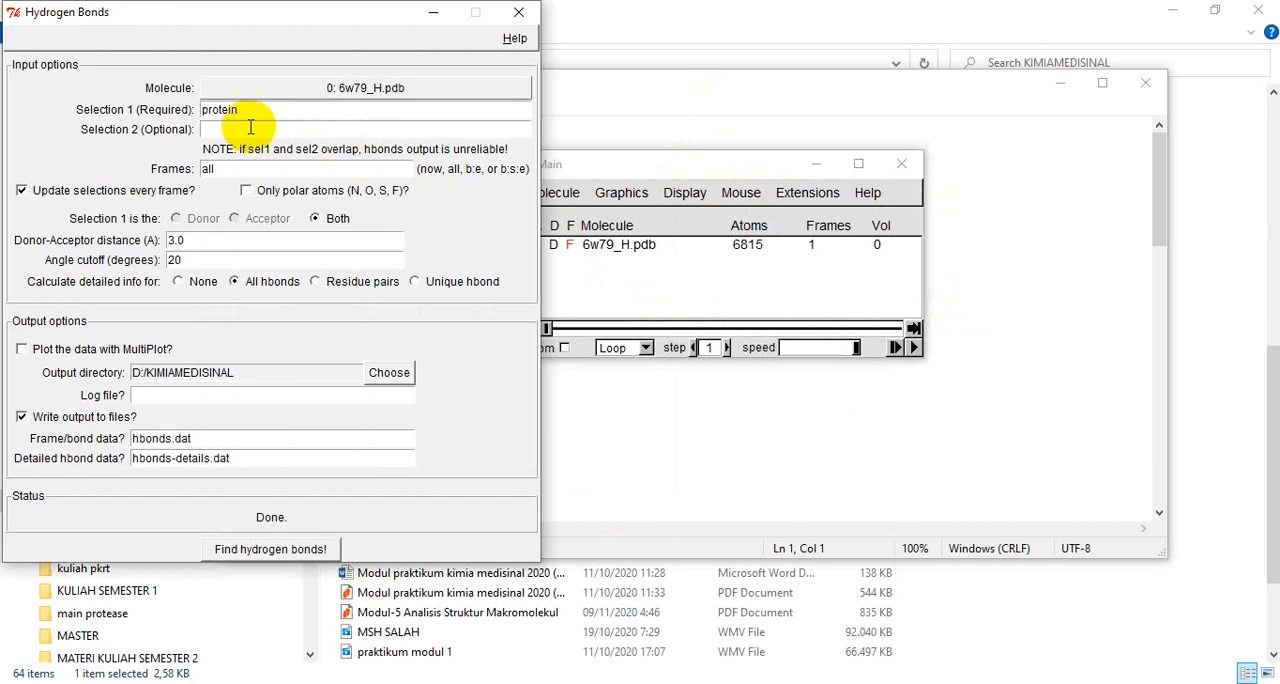 Hydrogen Bonds
Help
Search KIMIAMEDISINAL
Input options
Molecule: 0: 6w79_H.pdb
Selection 1 (Required): protein
Selection 2 (Optional):
NOTE: if sel1 and sel2 overlap, hbonds output is unreliable!
Frames: all (now, all, b:e, or b:s:e)
Update selections every frame? Only polar atoms (N, O, S, F)?
Selection 1 is the: Donor Acceptor Both
Donor-Acceptor distance (A): 3.0
Angle cutoff (degrees): 20
Calculate detailed info for: None All hbonds Residue pairs Unique hbond
Output options
Plot the data with MultiPlot?
Output directory: D:/KIMIAMEDISINAL Choose
Log file?
Write output to files?
Frame/bond data? hbonds.dat
Detailed hbond data? hbonds-details.dat
Status
Done.
Find hydrogen bonds!
Main
olecule Graphics Display Mouse Extensions Help
D F Molecule Atoms Frames Vol
D F 6w79_H.pdb 6815 1 0
om Loop step 1 speed
Ln 1, Col 1 100% Windows (CRLF) UTF-8
kuliah pkrt
KULIAH SEMESTER 1
main protease
MASTER
MATERI KULIAH SEMESTER 2
Modul praktikum kimia medisinal 2020 (... 11/10/2020 11:28 Microsoft Word D... 138 KB
Modul praktikum kimia medisinal 2020 (... 11/10/2020 11:33 PDF Document 544 KB
Modul-5 Analisis Struktur Makromolekul 09/11/2020 4:46 PDF Document 835 KB
MSH SALAH 19/10/2020 7:29 WMV File 92.040 KB
praktikum modul 1 11/10/2020 17:07 WMV File 66.497 KB
64 items 1 item selected 2,58 KB